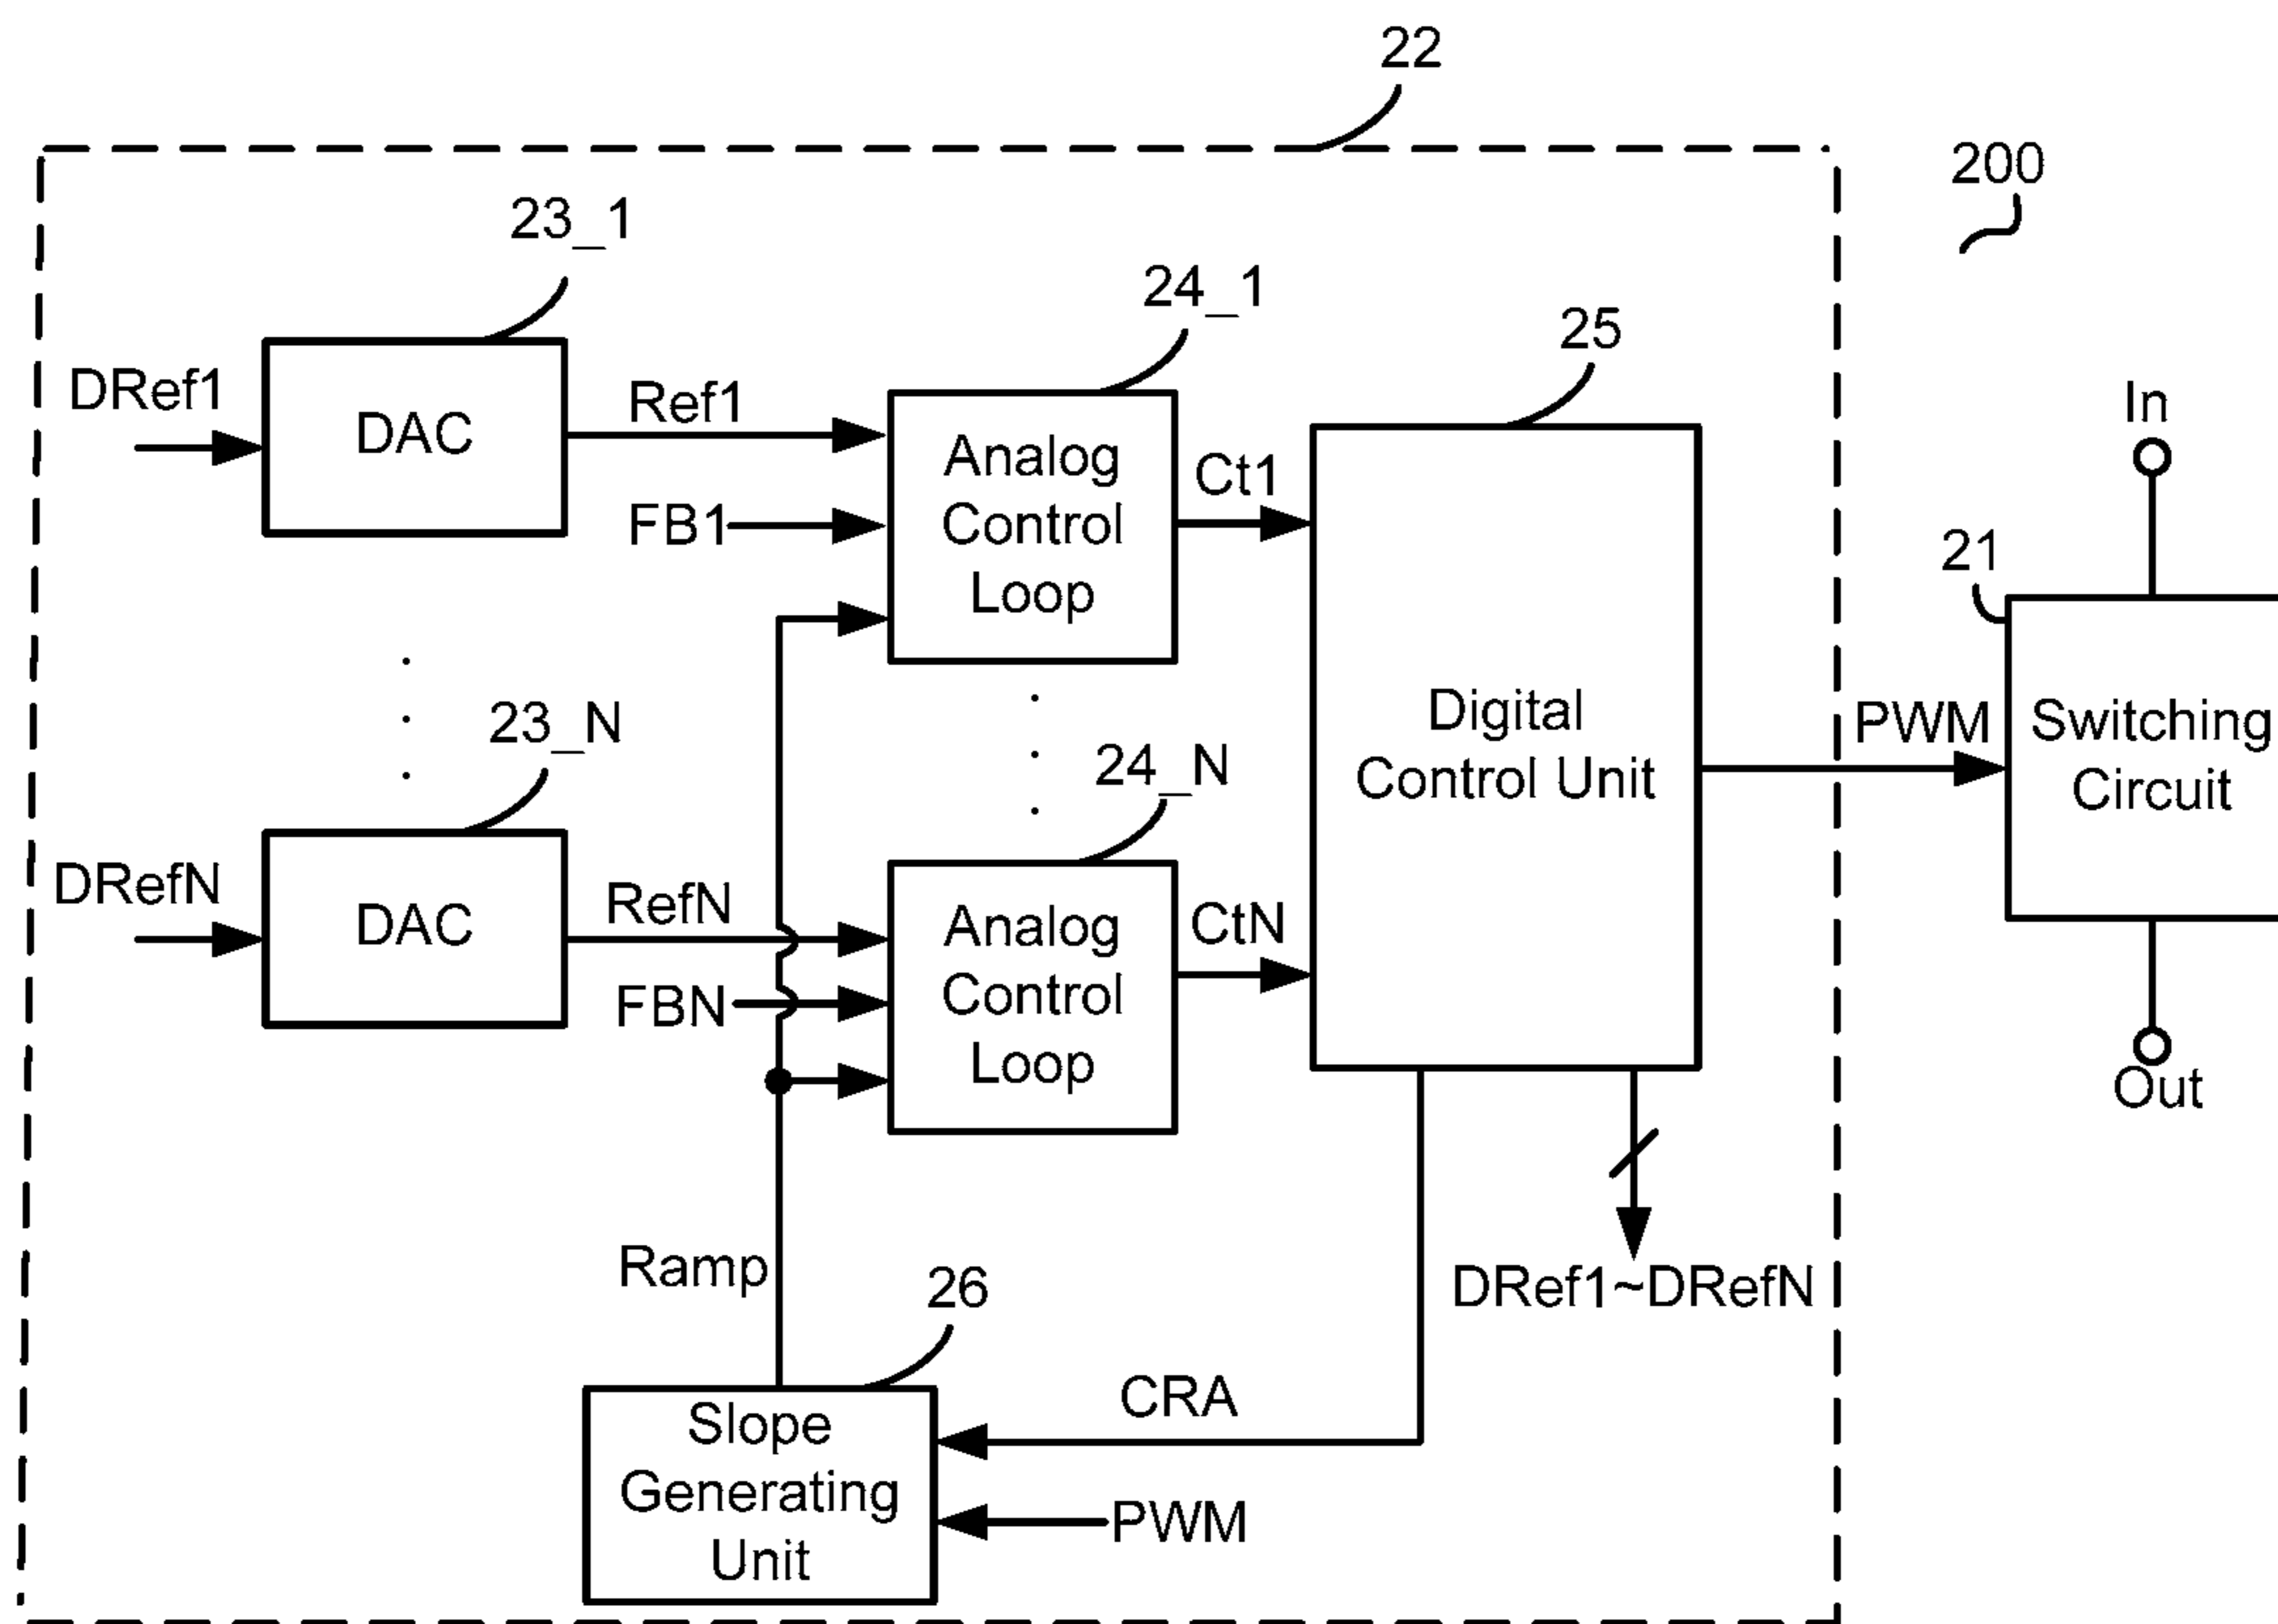 22
200
23_1
24_1
25
DRef1
DAC
Ref1
FB1
Analog
Control
Loop
Ct1
In
21
23_N
24_N
Digital
Control Unit
PWM
Switching
Circuit
DRefN
DAC
RefN
FBN
Analog
Control
Loop
CtN
Out
Ramp
26
DRef1~DRefN
CRA
Slope
Generating
Unit
PWM